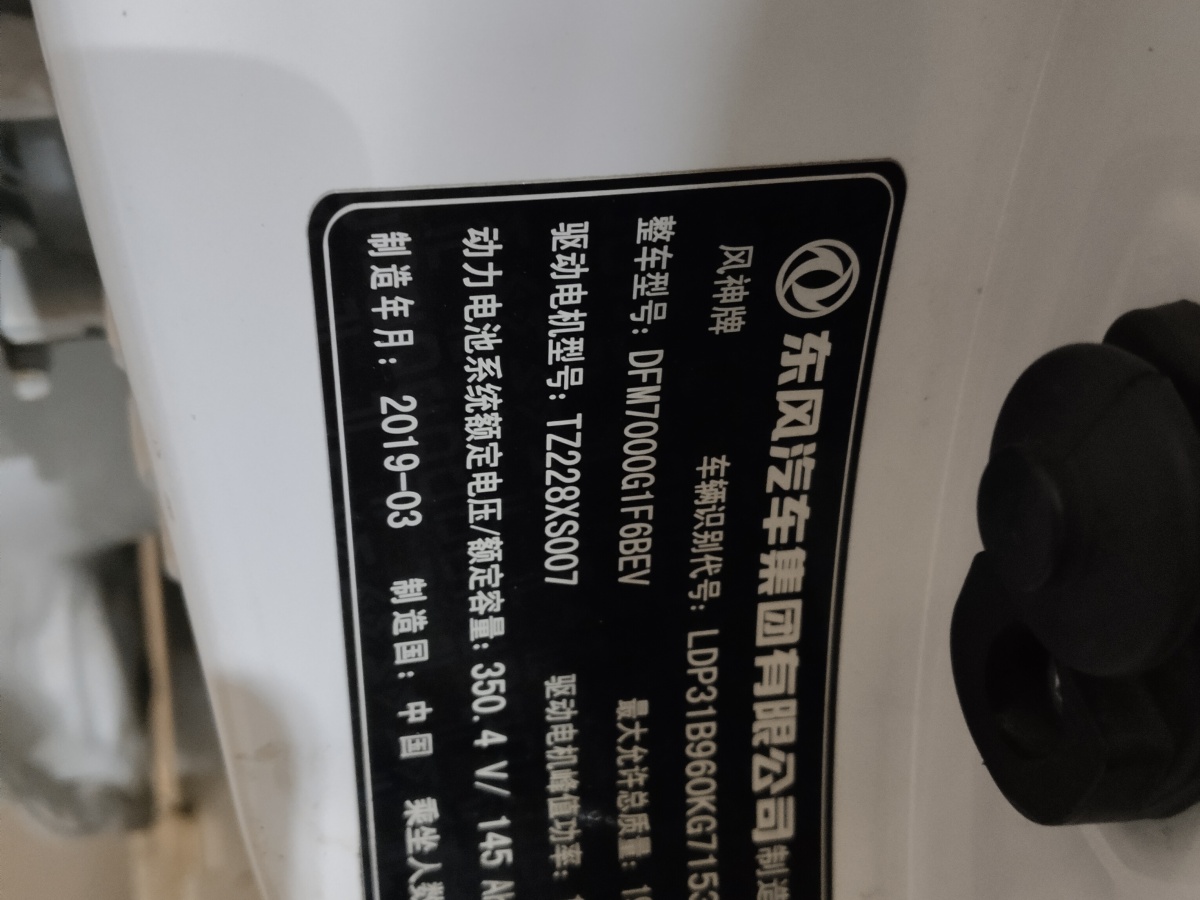 东风汽车集团有限公司制造
风神牌 车辆识别代号: LDP31B960KG7153
整车型号: DFM7000G1F6BEV 最大允许总质量:
驱动电机型号: TZ228XS007 驱动电机峰值功率:
动力电池系统额定电压/额定容量: 350.4 V/ 145 Ah
制造年月: 2019-03 制造国: 中国 乘坐人数